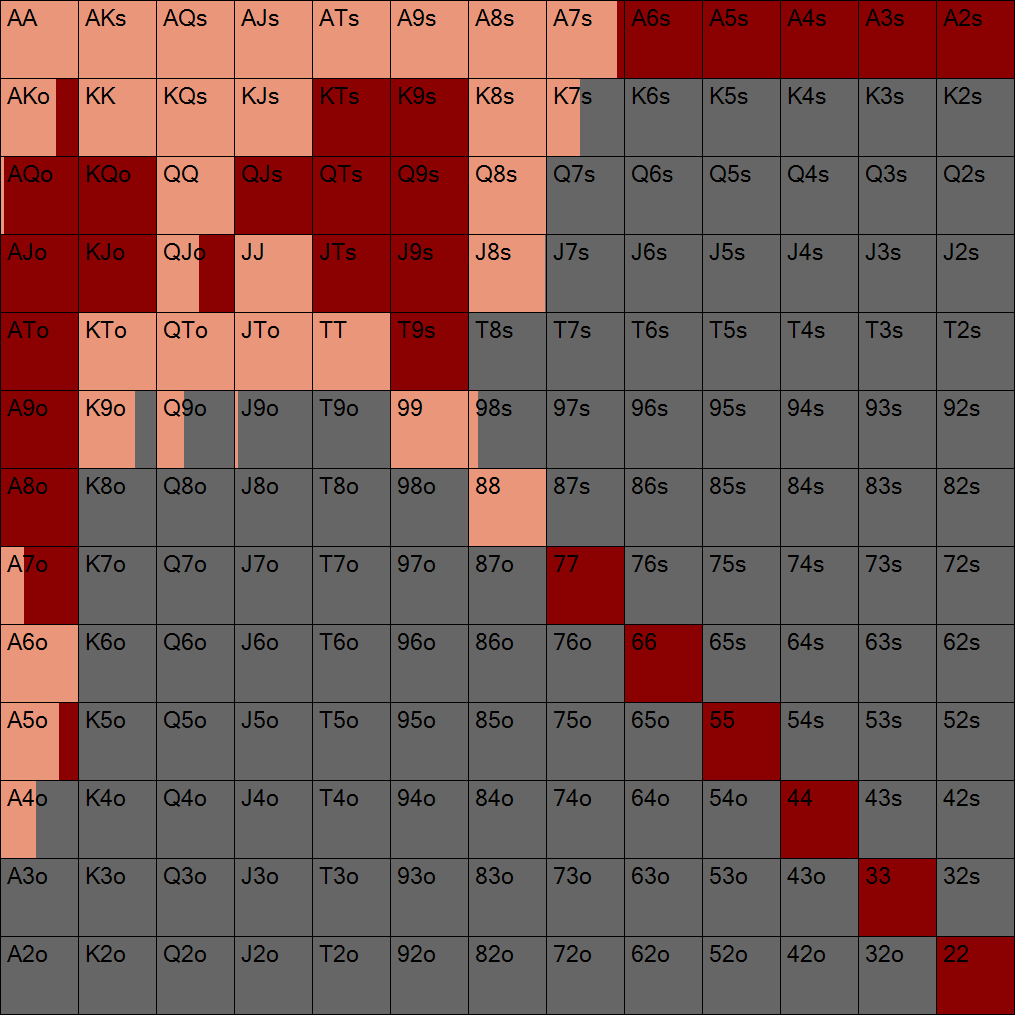 AA AKs AQs AJs ATs A9s A8s A7s A6s A5s A4s A3s A2s
AKo KK KQs KJs KTs K9s K8s K7s K6s K5s K4s K3s K2s
AQo KQo QQ QJs QTs Q9s Q8s Q7s Q6s Q5s Q4s Q3s Q2s
AJo KJo QJo JJ JTs J9s J8s J7s J6s J5s J4s J3s J2s
ATo KTo QTo JTo TT T9s T8s T7s T6s T5s T4s T3s T2s
A9o K9o Q9o J9o T9o 99 98s 97s 96s 95s 94s 93s 92s
A8o K8o Q8o J8o T8o 98o 88 87s 86s 85s 84s 83s 82s
A7o K7o Q7o J7o T7o 97o 87o 77 76s 75s 74s 73s 72s
A6o K6o Q6o J6o T6o 96o 86o 76o 66 65s 64s 63s 62s
A5o K5o Q5o J5o T5o 95o 85o 75o 65o 55 54s 53s 52s
A4o K4o Q4o J4o T4o 94o 84o 74o 64o 54o 44 43s 42s
A3o K3o Q3o J3o T3o 93o 83o 73o 63o 53o 43o 33 32s
A2o K2o Q2o J2o T2o 92o 82o 72o 62o 52o 42o 32o 22